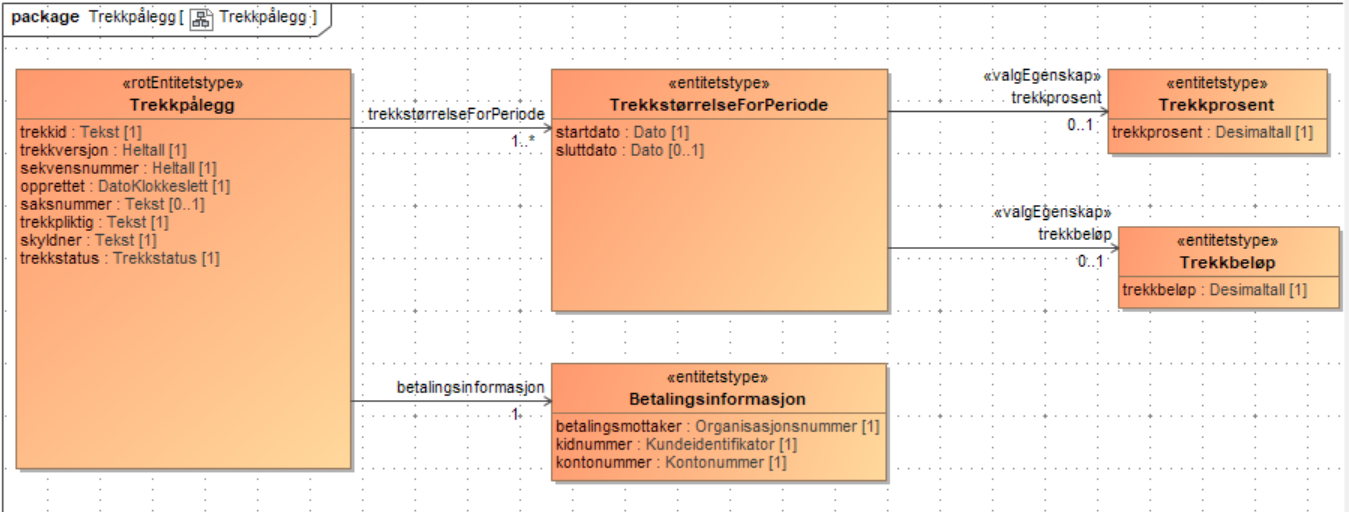 package Trekkpålegg [ Trekkpålegg ]
«rotEntitetstype»
Trekkpålegg
trekkid : Tekst [1]
trekkversjon : Heltall [1]
sekvensnummer : Heltall [1]
opprettet : DatoKlokkeslett [1]
saksnummer : Tekst [0..1]
trekkpliktig : Tekst [1]
skyldner : Tekst [1]
trekkstatus : Trekkstatus [1]
trekkstørrelseForPeriode
1..*
«entitetstype»
TrekkstørrelseForPeriode
startdato : Dato [1]
sluttdato : Dato [0..1]
«valgEgenskap»
trekkprosent
0..1
«entitetstype»
Trekkprosent
trekkprosent : Desimaltall [1]
«valgEgenskap»
trekkbeløp
0..1
«entitetstype»
Trekkbeløp
trekkbeløp : Desimaltall [1]
betalingsinformasjon
1
«entitetstype»
Betalingsinformasjon
betalingsmottaker : Organisasjonsnummer [1]
kidnummer : Kundeidentifikator [1]
kontonummer : Kontonummer [1]